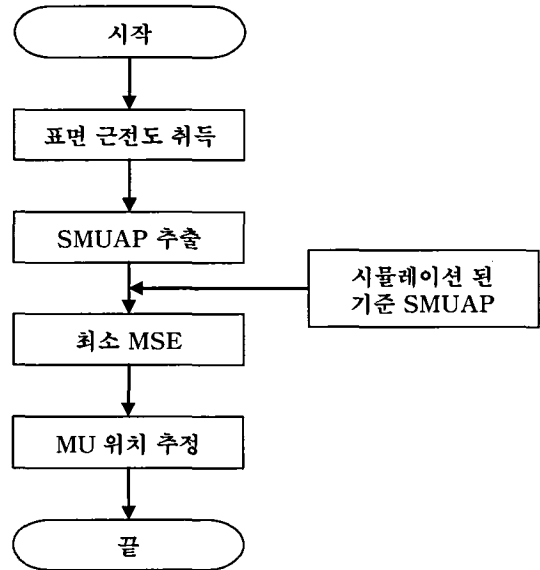 시작
표면 근전도 취득
SMUAP 추출
시뮬레이션 된
기준 SMUAP
최소 MSE
MU 위치 추정
끝